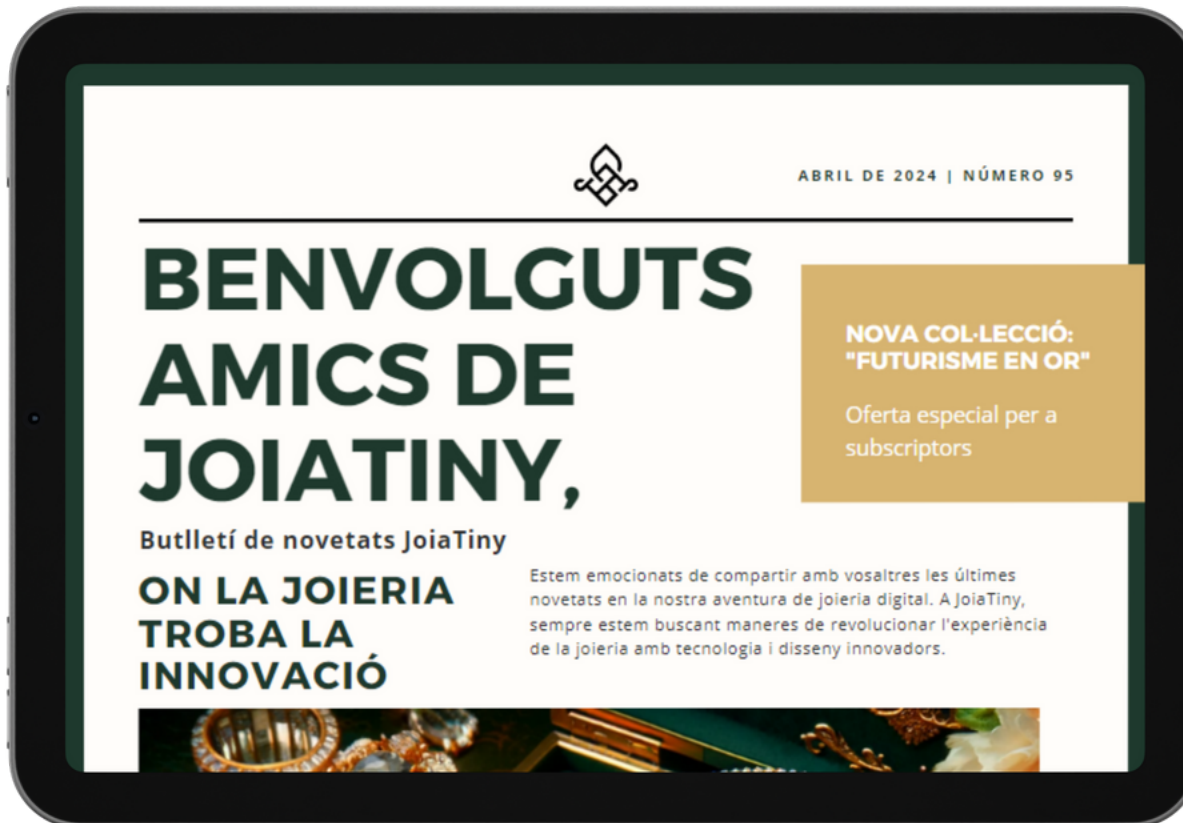 ABRIL DE 2024 | NÚMERO 95
BENVOLGUTS
AMICS DE
JOIATINY,
NOVA COL·LECCIÓ:
"FUTURISME EN OR"
Oferta especial per a
subscriptors
Butlletí de novetats JoiaTiny
ON LA JOIERIA
TROBA LA
INNOVACIÓ
Estem emocionats de compartir amb vosaltres les últimes
novetats en la nostra aventura de joieria digital. A JoiaTiny,
sempre estem buscant maneres de revolucionar l'experiència
de la joieria amb tecnologia i disseny innovadors.